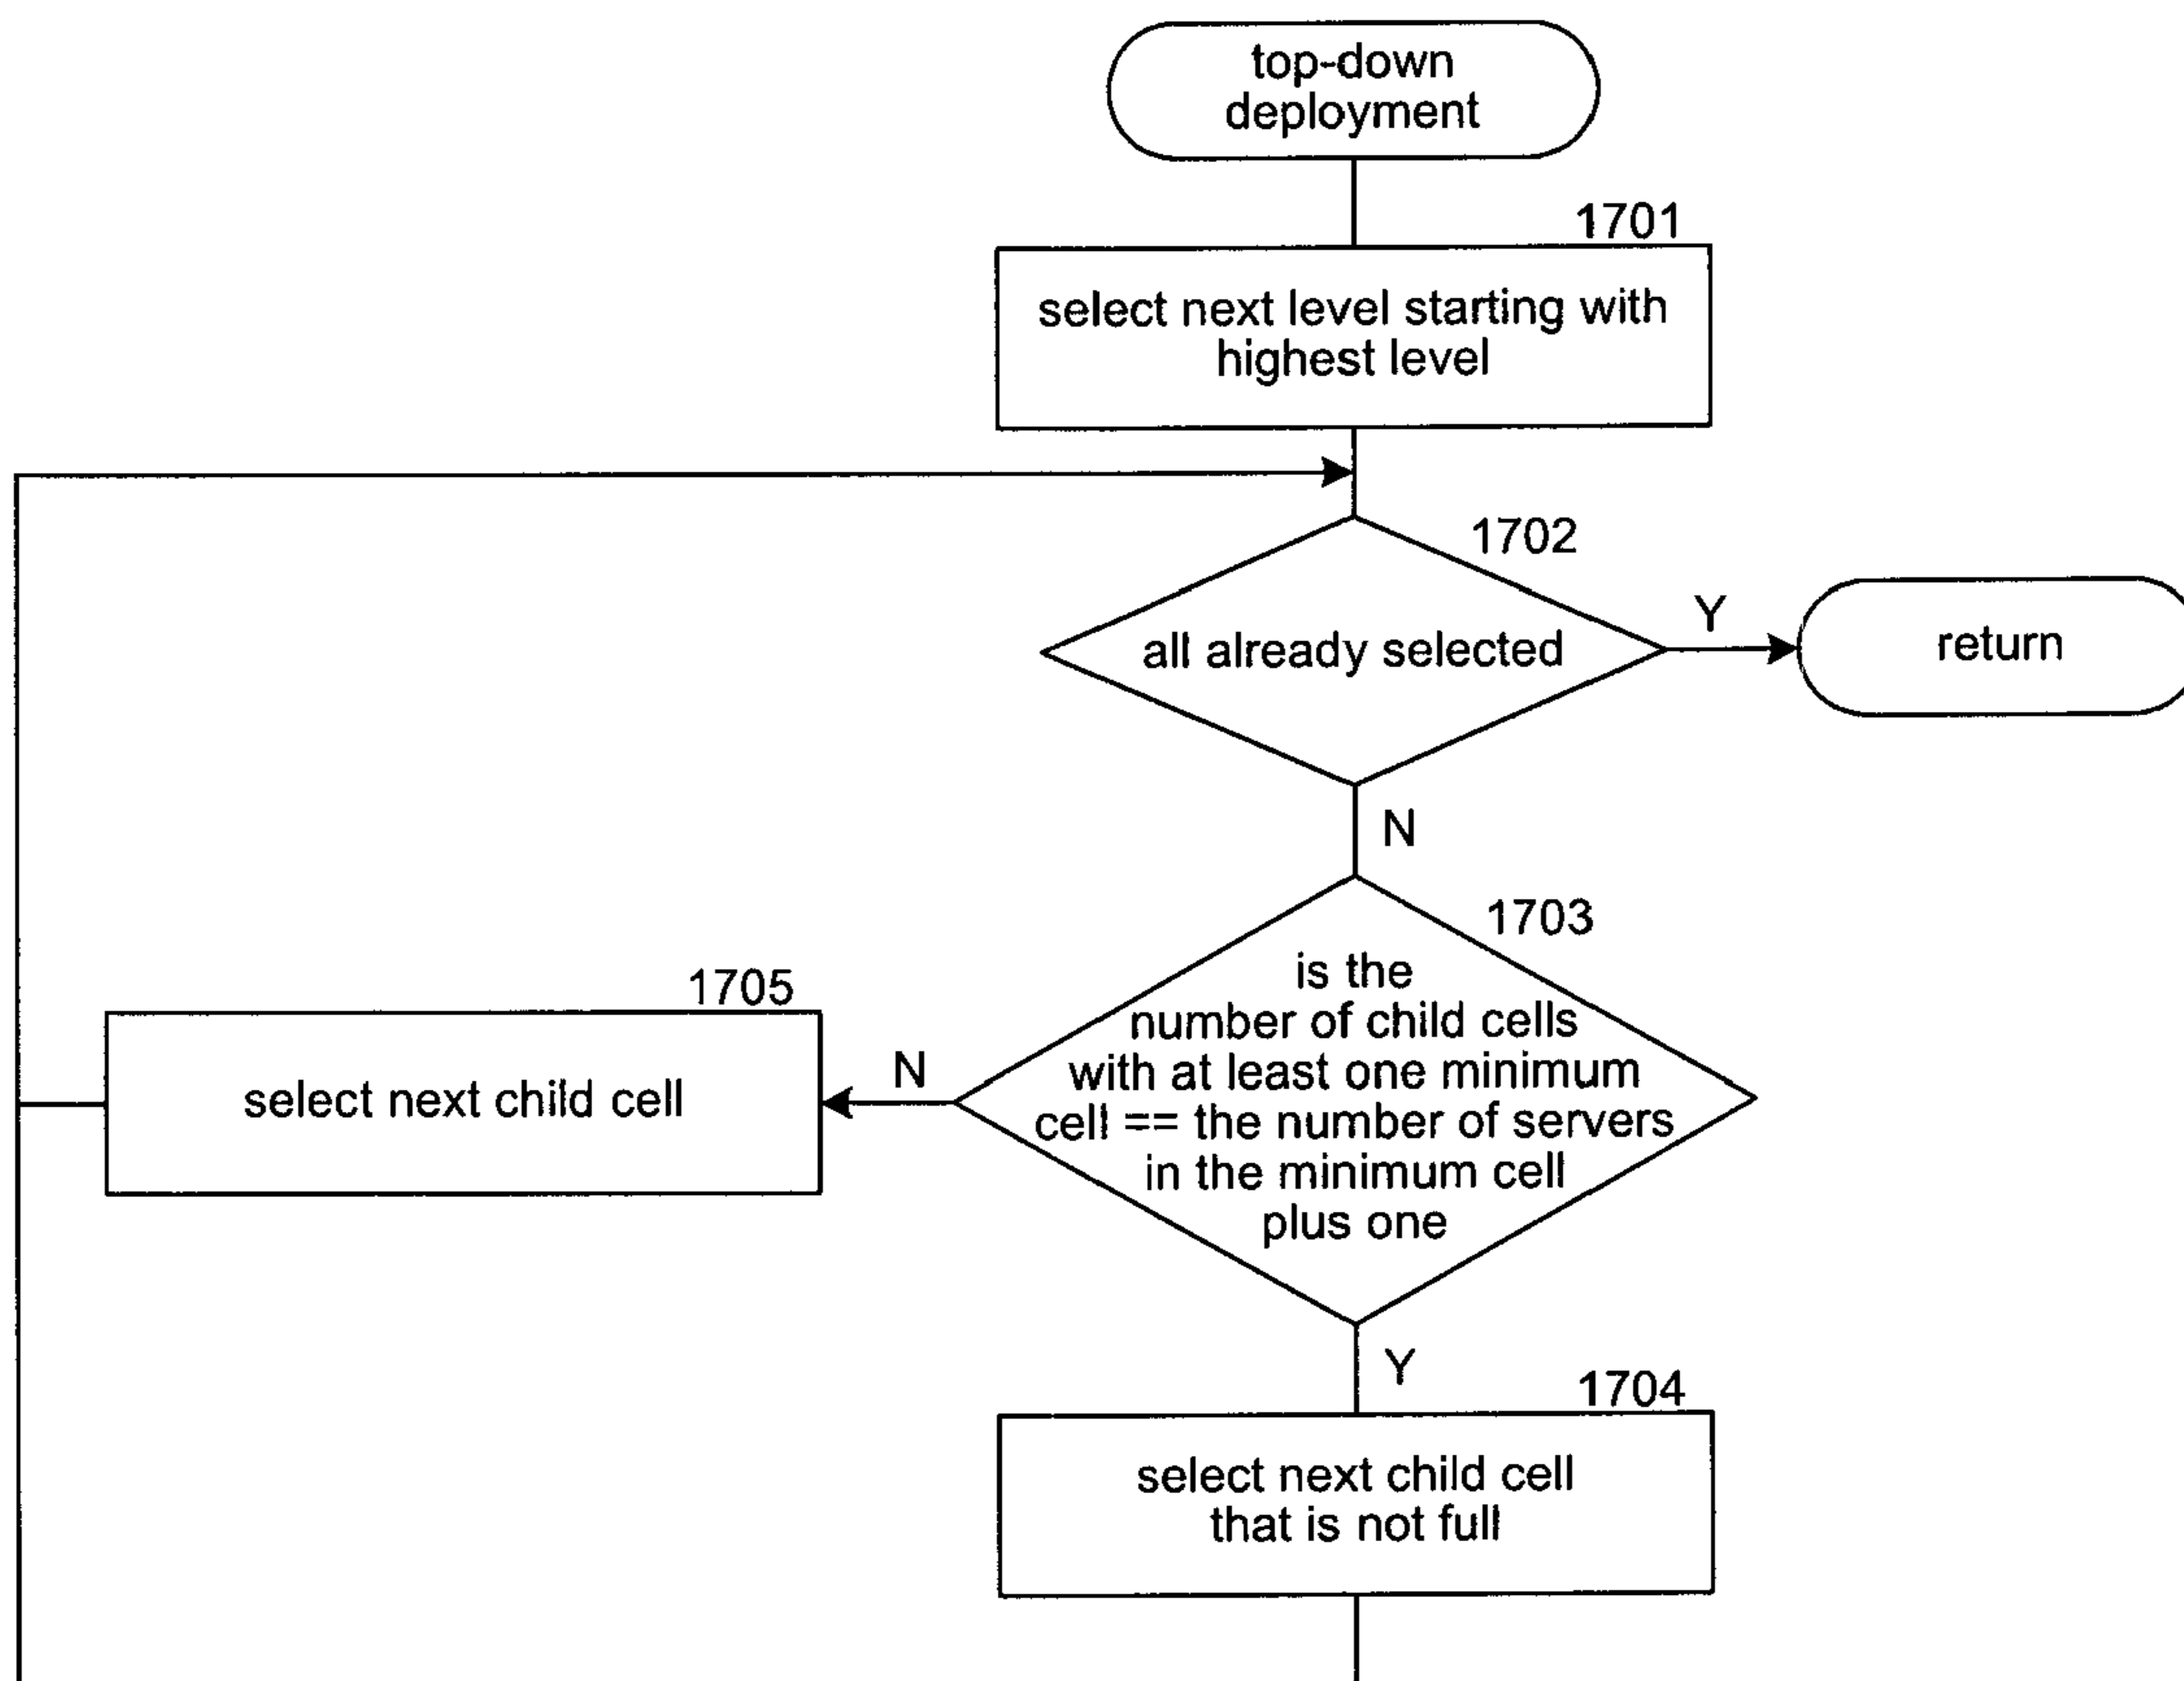 top-down
deployment
1701
select next level starting with
highest level
1702
all already selected
Y
return
N
1703
is the
number of child cells
with at least one minimum
cell == the number of servers
in the minimum cell
plus one
N
1705
select next child cell
Y
1704
select next child cell
that is not full